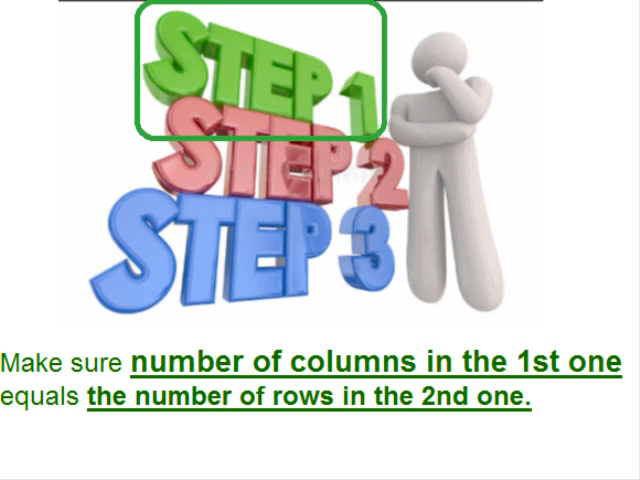 STEP 1
STEP 2
STEP 3
Make sure number of columns in the 1st one
equals the number of rows in the 2nd one.